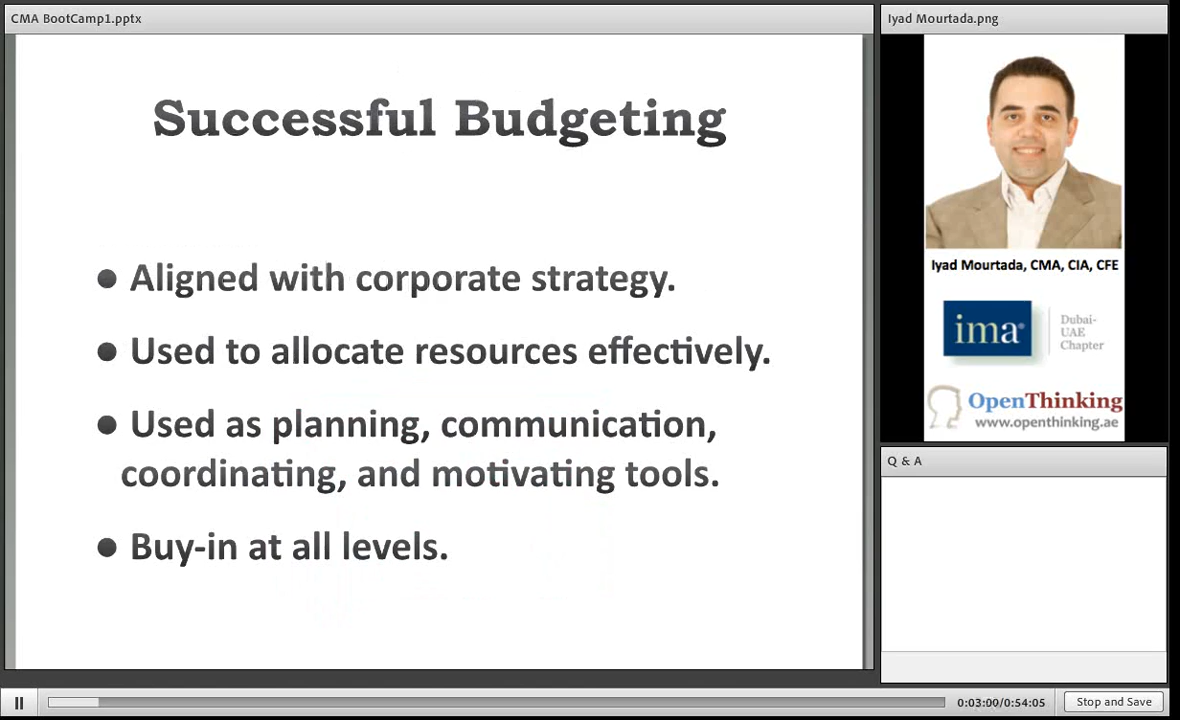 CMA BootCamp1.pptx
Successful Budgeting
● Aligned with corporate strategy.
● Used to allocate resources effectively.
● Used as planning, communication,
coordinating, and motivating tools.
● Buy-in at all levels.
Iyad Mourtada.png
Iyad Mourtada, CMA, CIA, CFE
ima®
Dubai-
UAE
Chapter
OpenThinking
www.openthinking.ae
Q & A
0:03:00/0:54:05
Stop and Save